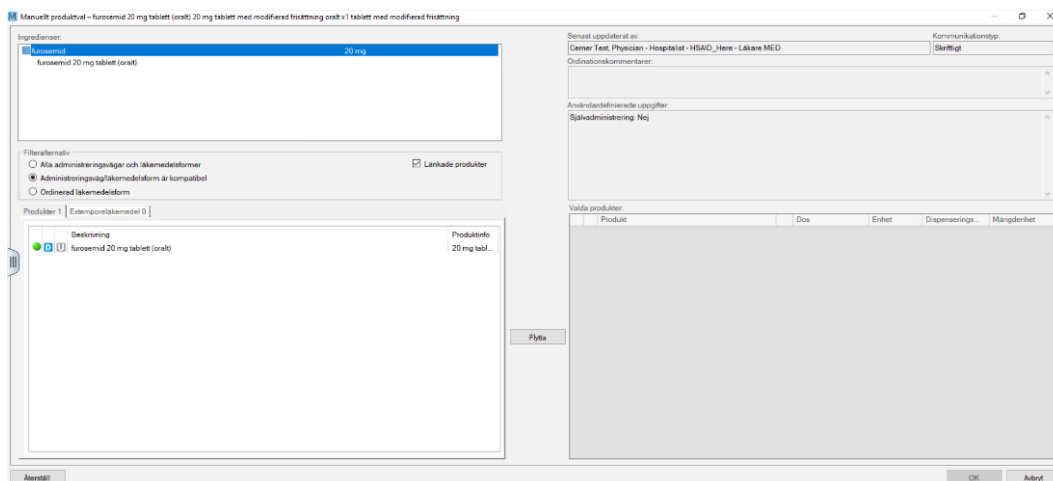 Manuellt produktval – furosemid 20 mg tablett (oralt) 20 mg tablett med modifierad frisättning oralt x1 tablett med modifierad frisättning
Ingredienser:
furosemid 20 mg
furosemid 20 mg tablett (oralt)
Filteralternativ
Alla administreringsvägar och läkemedelsformer
Länkade produkter
Administreringsväg/läkemedelsform är kompatibel
Ordinerad läkemedelsform
Produkter 1 Extemporeläkemedel 0
Beskrivning Produktinfo
D furosemid 20 mg tablett (oralt) 20 mg tabl...
Flytta
Senast uppdaterat av: Kommunikationstyp:
Cerner Test, Physician - Hospitalist - HSAID_Here - Läkare MED Skriftligt
Ordinationskommentarer:
Användardefinierade uppgifter:
Självadministrering: Nej
Valda produkter:
Produkt Dos Enhet Dispenserings... Mängdenhet
Återställ OK Avbryt